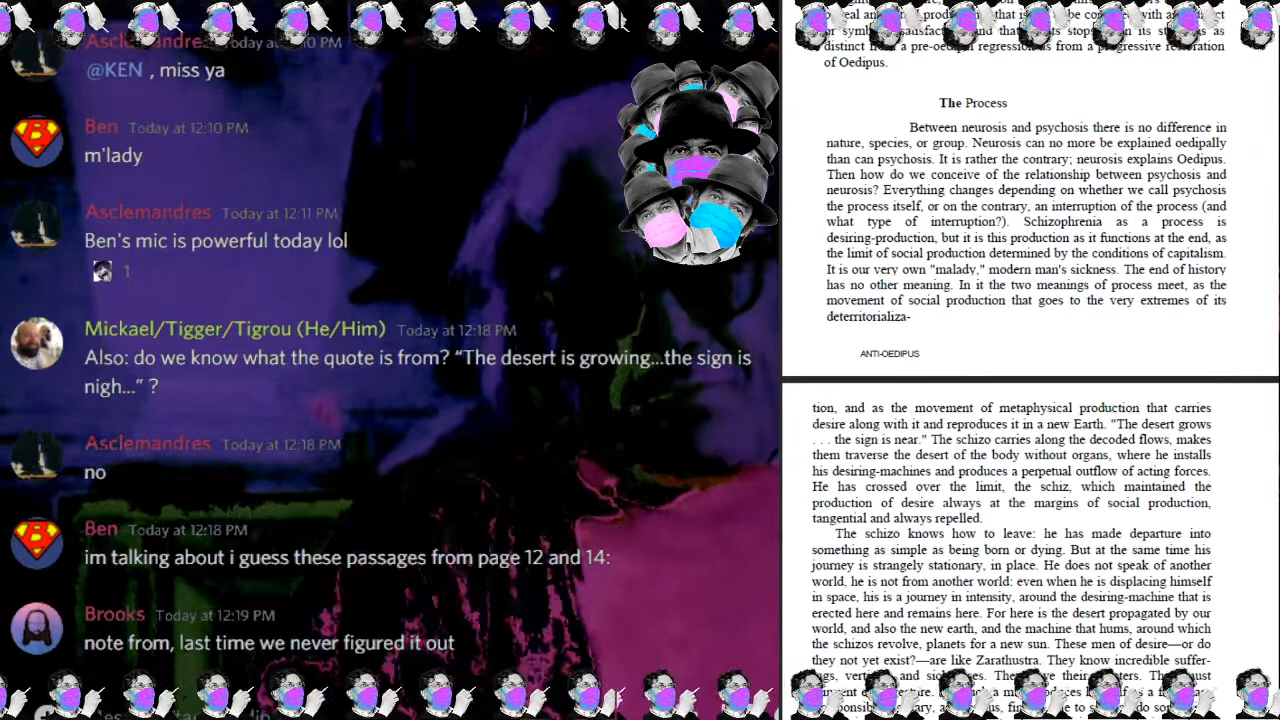 Today at
@KEN , miss ya
Ben Today at 12:10 PM
m'lady
Asclemandres Today at 12:11 PM
Ben's mic is powerful today lol
1
Mickael/Tigger/Tigrou (He/Him) Today at 12:18 PM
Also: do we know what the quote is from? “The desert is growing...the sign is
nigh...” ?
Asclemandres Today at 12:18 PM
no
Ben Today at 12:18 PM
im talking about i guess these passages from page 12 and 14:
Brooks Today at 12:19 PM
note from, last time we never figured it out
of Oedipus.
The Process
Between neurosis and psychosis there is no difference in
nature, species, or group. Neurosis can no more be explained oedipally
than can psychosis. It is rather the contrary; neurosis explains Oedipus.
Then how do we conceive of the relationship between psychosis and
neurosis? Everything changes depending on whether we call psychosis
the process itself, or on the contrary, an interruption of the process (and
what type of interruption?). Schizophrenia as a process is
desiring-production, but it is this production as it functions at the end, as
the limit of social production determined by the conditions of capitalism.
It is our very own "malady," modern man's sickness. The end of history
has no other meaning. In it the two meanings of process meet, as the
movement of social production that goes to the very extremes of its
deterritorializa-
ANTI-OEDIPUS
tion, and as the movement of metaphysical production that carries
desire along with it and reproduces it in a new Earth. "The desert grows
. . . the sign is near." The schizo carries along the decoded flows, makes
them traverse the desert of the body without organs, where he installs
his desiring-machines and produces a perpetual outflow of acting forces.
He has crossed over the limit, the schiz, which maintained the
production of desire always at the margins of social production,
tangential and always repelled.
The schizo knows how to leave: he has made departure into
something as simple as being born or dying. But at the same time his
journey is strangely stationary, in place. He does not speak of another
world, he is not from another world: even when he is displacing himself
in space, his is a journey in intensity, around the desiring-machine that is
erected here and remains here. For here is the desert propagated by our
world, and also the new earth, and the machine that hums, around which
the schizos revolve, planets for a new sun. These men of desire—or do
they not yet exist?—are like Zarathustra. They know incredible suffer-